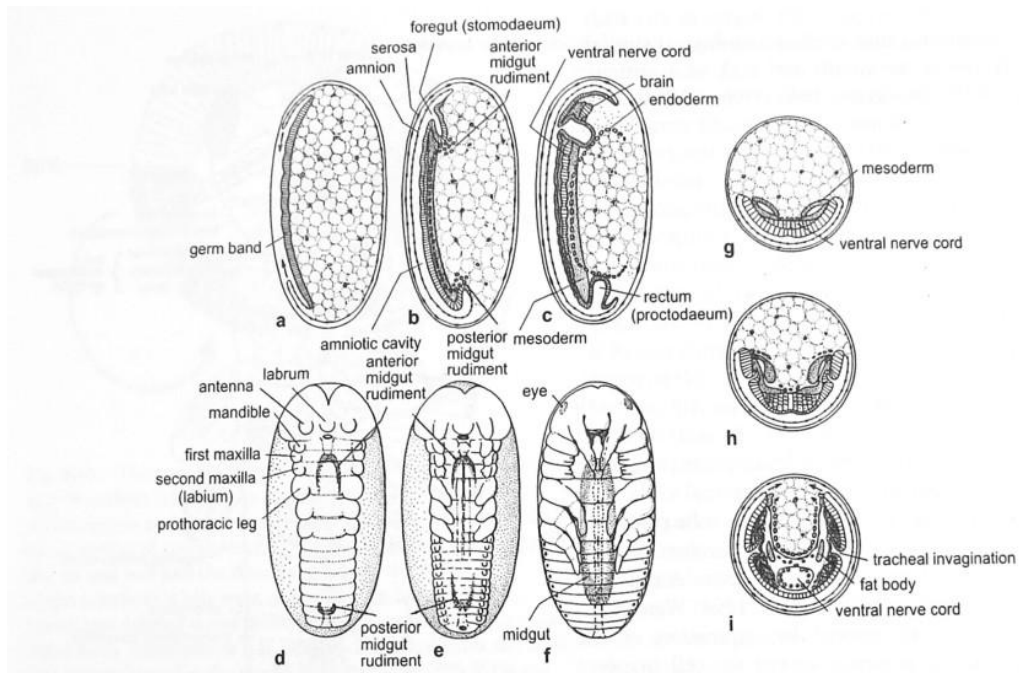 foregut (stomodaeum)
serosa
amnion
anterior
midgut
rudiment
ventral nerve cord
brain
endoderm
germ band
a
b
c
amniotic cavity
posterior
midgut
rudiment
mesoderm
rectum
(proctodaeum)
mesoderm
ventral nerve cord
g
h
labrum
antenna
mandible
anterior
midgut
rudiment
first maxilla
second maxilla
(labium)
prothoracic leg
eye
posterior
midgut
rudiment
midgut
d
e
f
tracheal invagination
fat body
ventral nerve cord
i